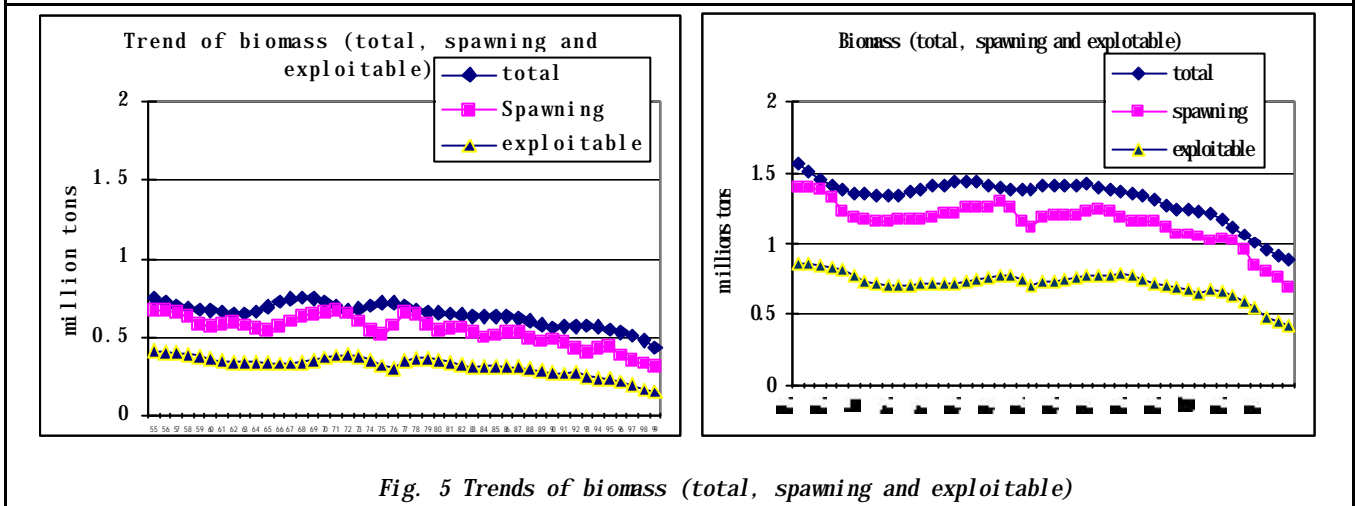 Trend of biomass (total, spawning and
exploitable)
total
Spawning
exploitable
2
1.5
1
0.5
0
million tons
55 56 57 58 59 60 61 62 63 64 65 66 67 68 69 70 71 72 73 74 75 76 77 78 79 80 81 82 83 84 85 86 87 88 89 90 91 92 93 94 95 96 97 98 99
Biomass (total, spawning and explotable)
total
spawning
exploitable
2
1.5
1
0.5
0
millions tons
Fig. 5 Trends of biomass (total, spawning and exploitable)